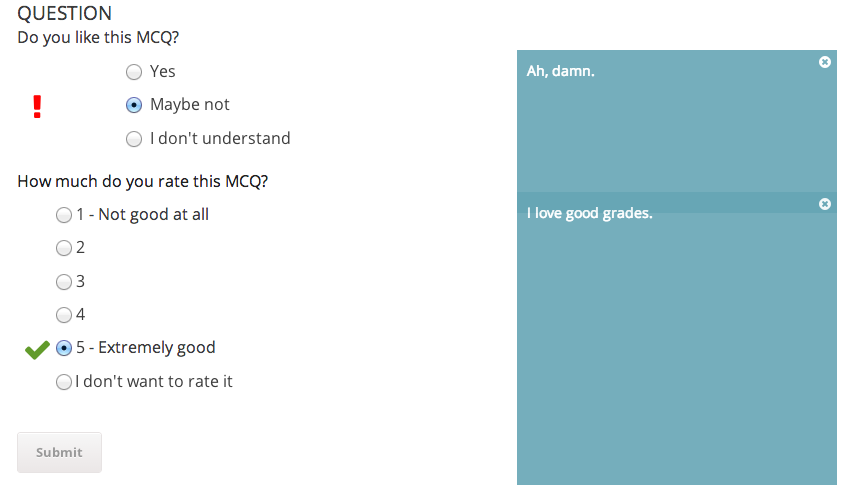 QUESTION
Do you like this MCQ?
Yes
Maybe not
I don't understand
Ah, damn.
How much do you rate this MCQ?
1 - Not good at all
2
3
4
5 - Extremely good
I don't want to rate it
I love good grades.
Submit